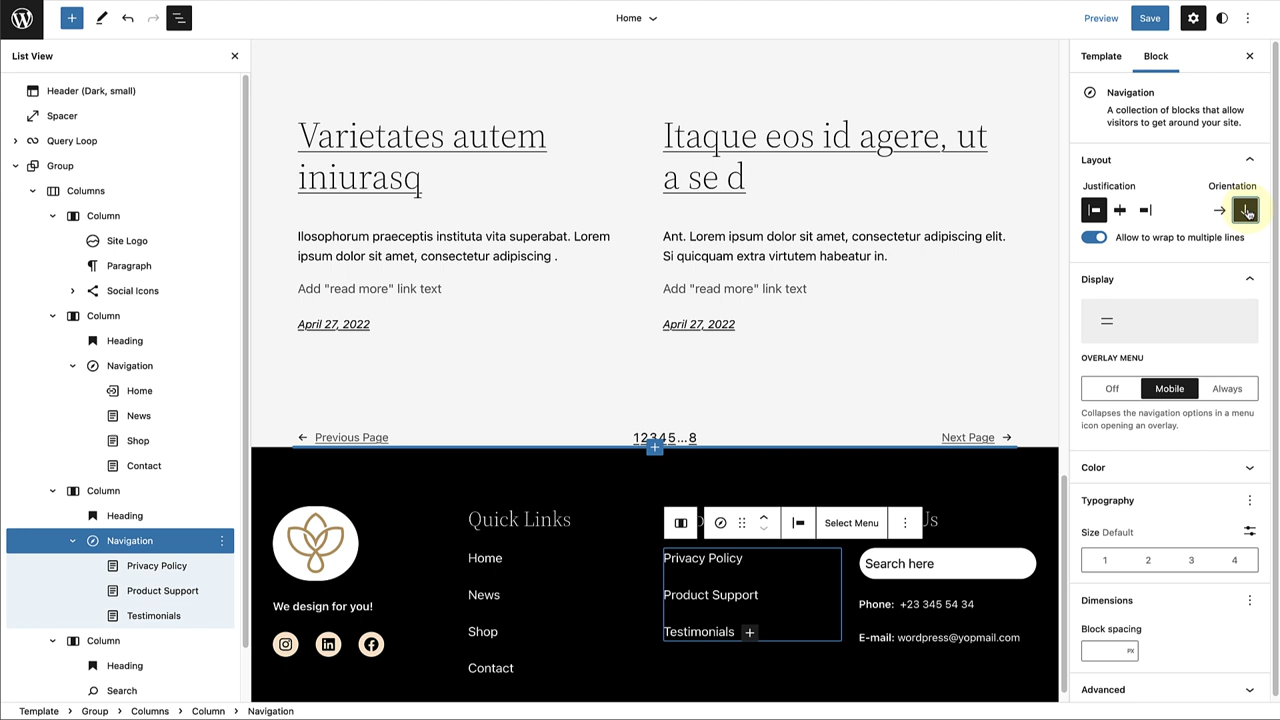 Home
Preview
Save
List View
Header (Dark, small)
Spacer
Query Loop
Group
Columns
Column
Site Logo
Paragraph
Social Icons
Column
Heading
Navigation
Home
News
Shop
Contact
Column
Heading
Navigation
Privacy Policy
Product Support
Testimonials
Column
Heading
Search
Varietates autem
iniurasq
Ilosophorum praeceptis instituta vita superabat. Lorem
ipsum dolor sit amet, consectetur adipiscing .
Add "read more" link text
April 27, 2022
Itaque eos id agere, ut
a se d
Ant. Lorem ipsum dolor sit amet, consectetur adipiscing elit.
Si quicquam extra virtutem habeatur in.
Add "read more" link text
April 27, 2022
Previous Page
12345...8
Next Page
We design for you!
Quick Links
Home
News
Shop
Contact
Select Menu
Privacy Policy
Product Support
Testimonials
Us
Search here
Phone: +23 345 54 34
E-mail: wordpress@yopmail.com
Template
Block
Navigation
A collection of blocks that allow
visitors to get around your site.
Layout
Justification
Orientation
Allow to wrap to multiple lines
Display
OVERLAY MENU
Off
Mobile
Always
Collapses the navigation options in a menu
icon opening an overlay.
Color
Typography
Size Default
1 2 3 4
Dimensions
Block spacing
PX
Advanced
Template > Group > Columns > Column > Navigation